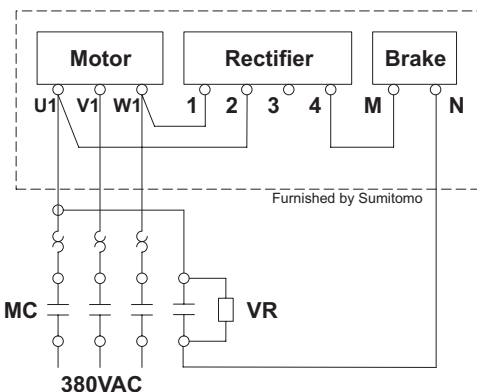 Motor Rectifier Brake
U1 V1 W1 1 2 3 4 M N
Furnished by Sumitomo
MC VR
380VAC